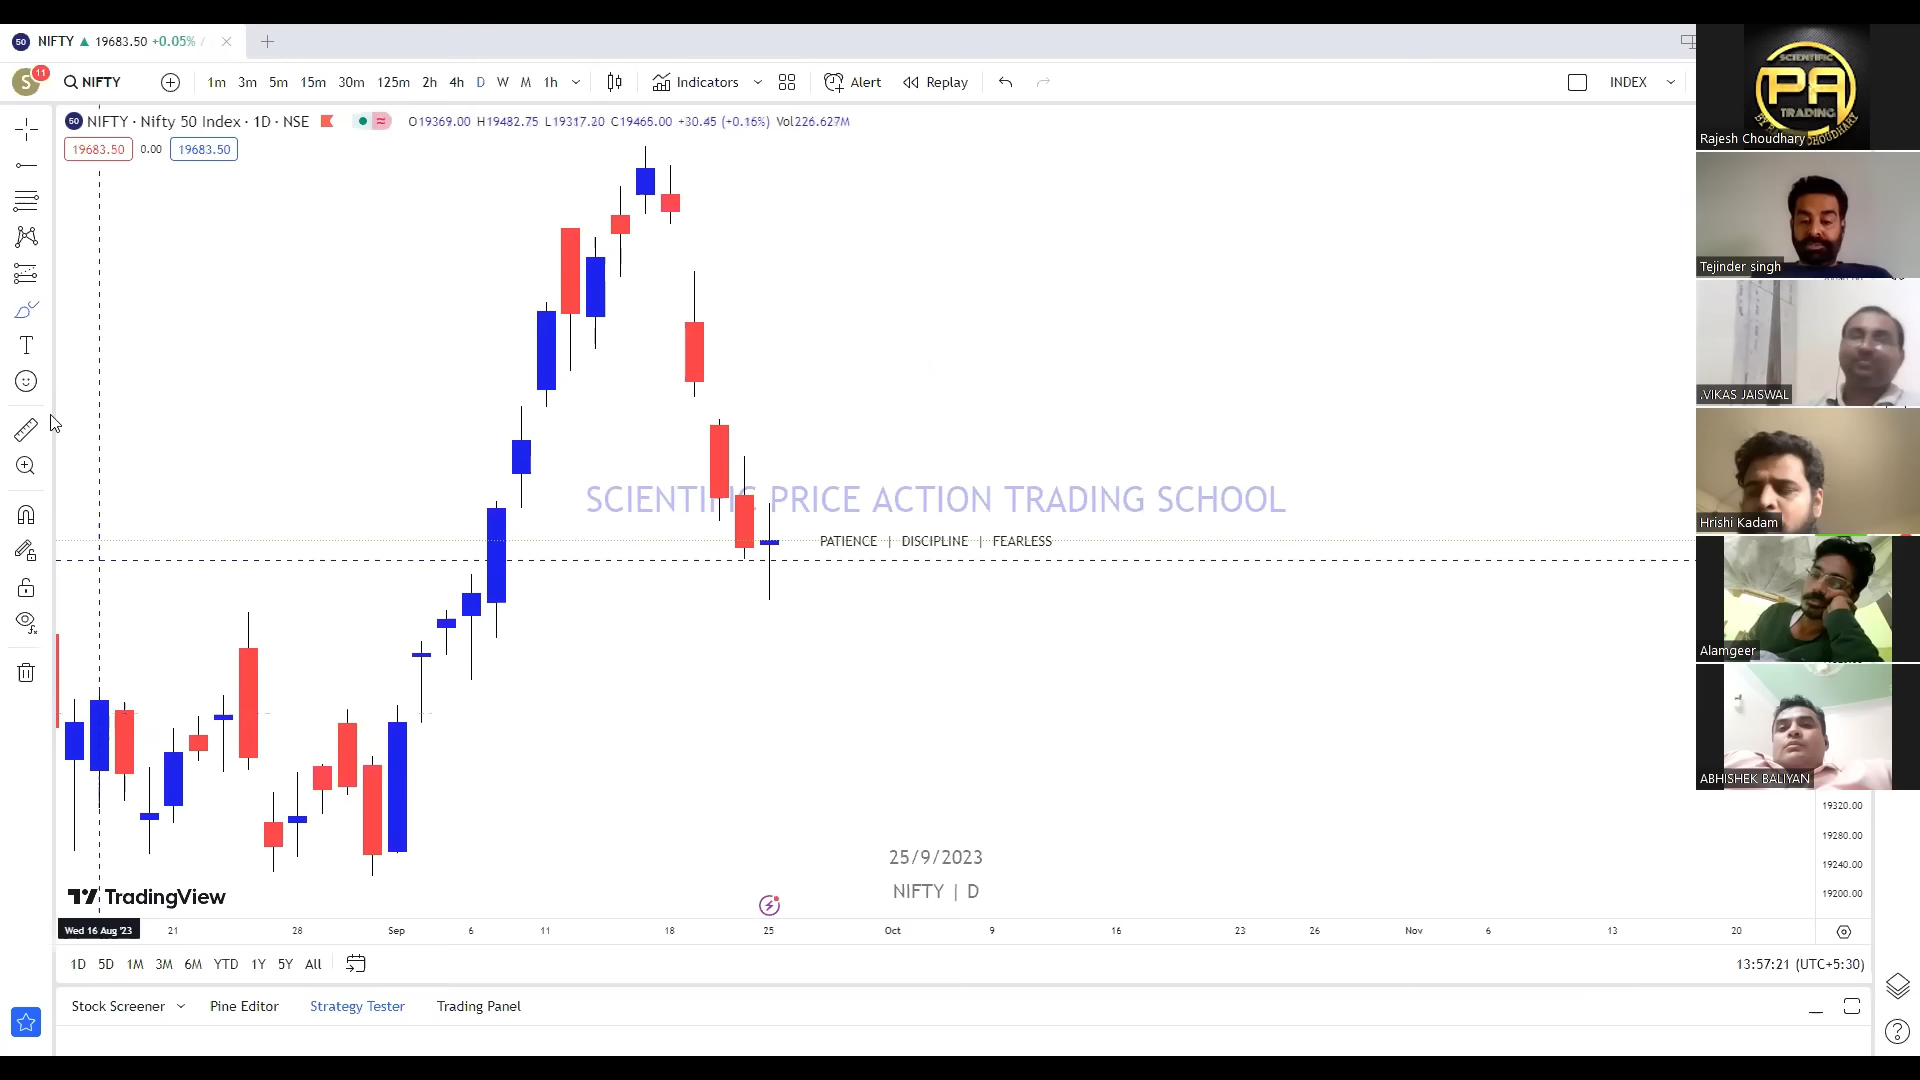 50 NIFTY ▲ 19683.50 +0.05% /
S 11 NIFTY 1m 3m 5m 15m 30m 125m 2h 4h D W M 1h Indicators Alert Replay INDEX
50 NIFTY · Nifty 50 Index · 1D · NSE O19369.00 H19482.75 L19317.20 C19465.00 +30.45 (+0.16%) Vol226.627M
19683.50 0.00 19683.50
SCIENTIFIC
PA
TRADING
Rajesh Choudhary
Tejinder singh
.VIKAS JAISWAL
Hrishi Kadam
Alamgeer
ABHISHEK BALIYAN
SCIENTIFIC PRICE ACTION TRADING SCHOOL
PATIENCE | DISCIPLINE | FEARLESS
25/9/2023
NIFTY | D
TradingView
19320.00
19280.00
19240.00
19200.00
Wed 16 Aug '23 21 28 Sep 6 11 18 25 Oct 9 16 23 26 Nov 6 13 20
1D 5D 1M 3M 6M YTD 1Y 5Y All 13:57:21 (UTC+5:30)
Stock Screener Pine Editor Strategy Tester Trading Panel